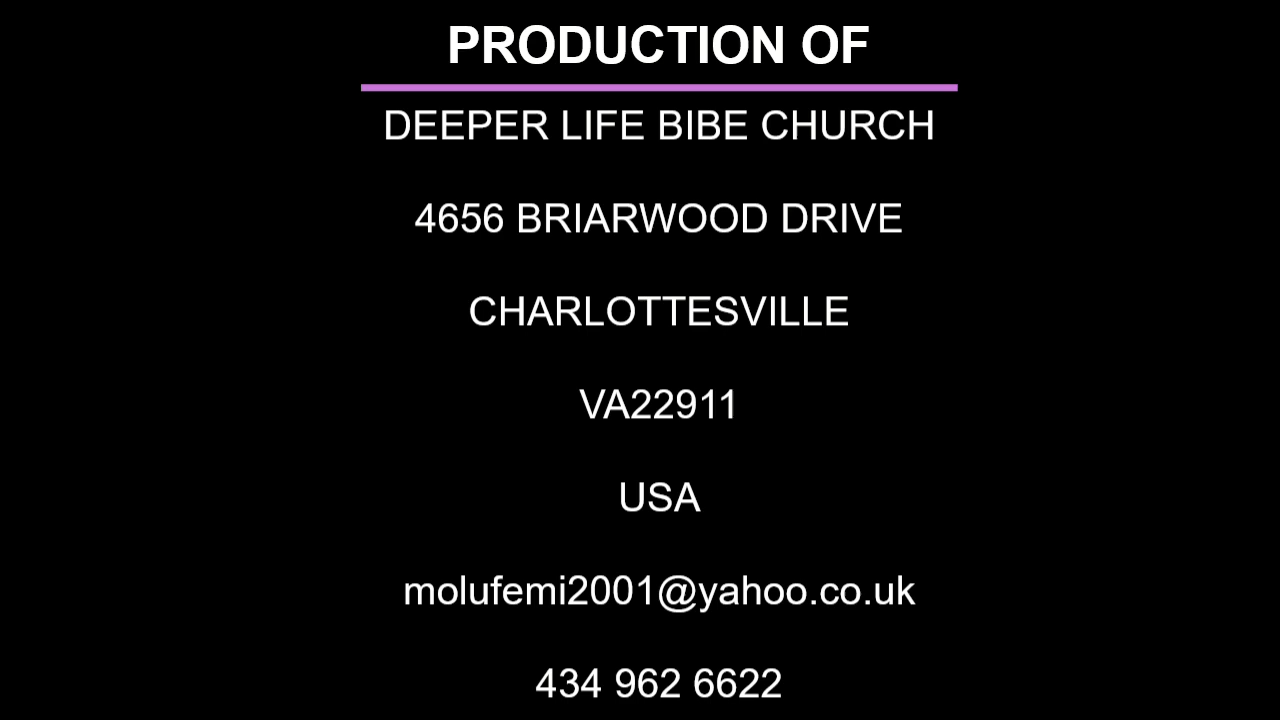 PRODUCTION OF
DEEPER LIFE BIBE CHURCH
4656 BRIARWOOD DRIVE
CHARLOTTESVILLE
VA22911
USA
molufemi2001@yahoo.co.uk
434 962 6622